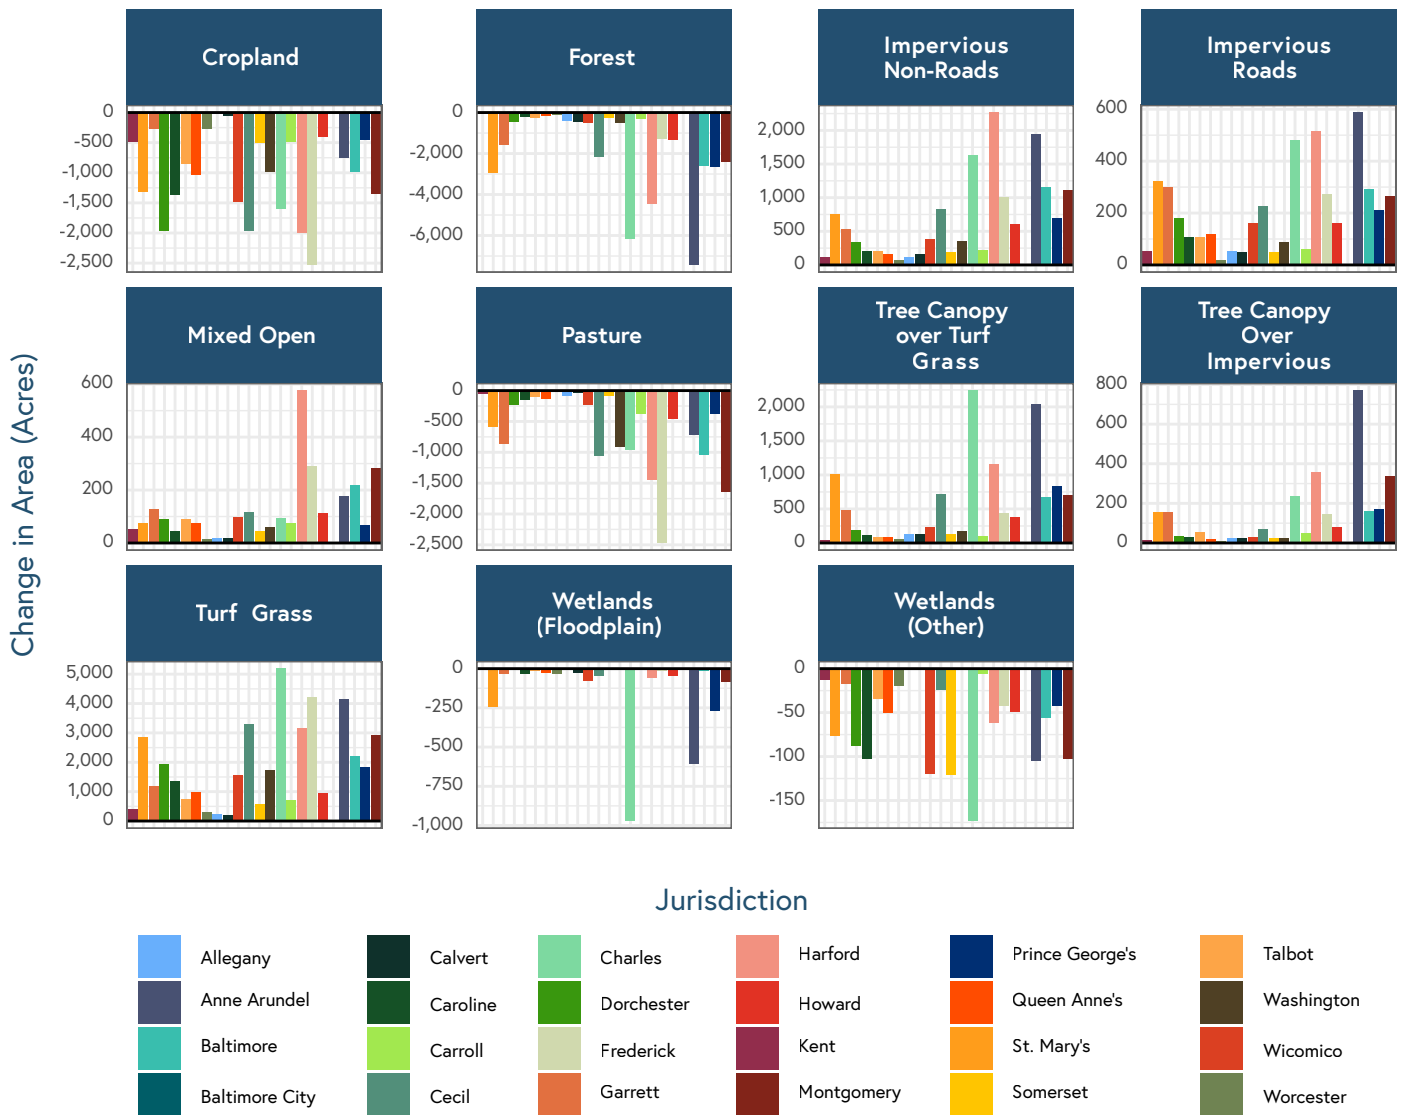 Cropland
Forest
Impervious
Non-Roads
Impervious
Roads
0
-500
-1,000
-1,500
-2,000
-2,500
0
-2,000
-4,000
-6,000
2,000
1,500
1,000
500
0
600
400
200
0
Mixed Open
Pasture
Tree Canopy
over Turf
Grass
Tree Canopy
Over
Impervious
600
400
200
0
0
-500
-1,000
-1,500
-2,000
-2,500
2,000
1,500
1,000
500
0
800
600
400
200
0
Change in Area (Acres)
Turf Grass
Wetlands
(Floodplain)
Wetlands
(Other)
5,000
4,000
3,000
2,000
1,000
0
0
-250
-500
-750
-1,000
0
-50
-100
-150
Jurisdiction
Allegany
Anne Arundel
Baltimore
Baltimore City
Calvert
Caroline
Carroll
Cecil
Charles
Dorchester
Frederick
Garrett
Harford
Howard
Kent
Montgomery
Prince George's
Queen Anne's
St. Mary's
Somerset
Talbot
Washington
Wicomico
Worcester